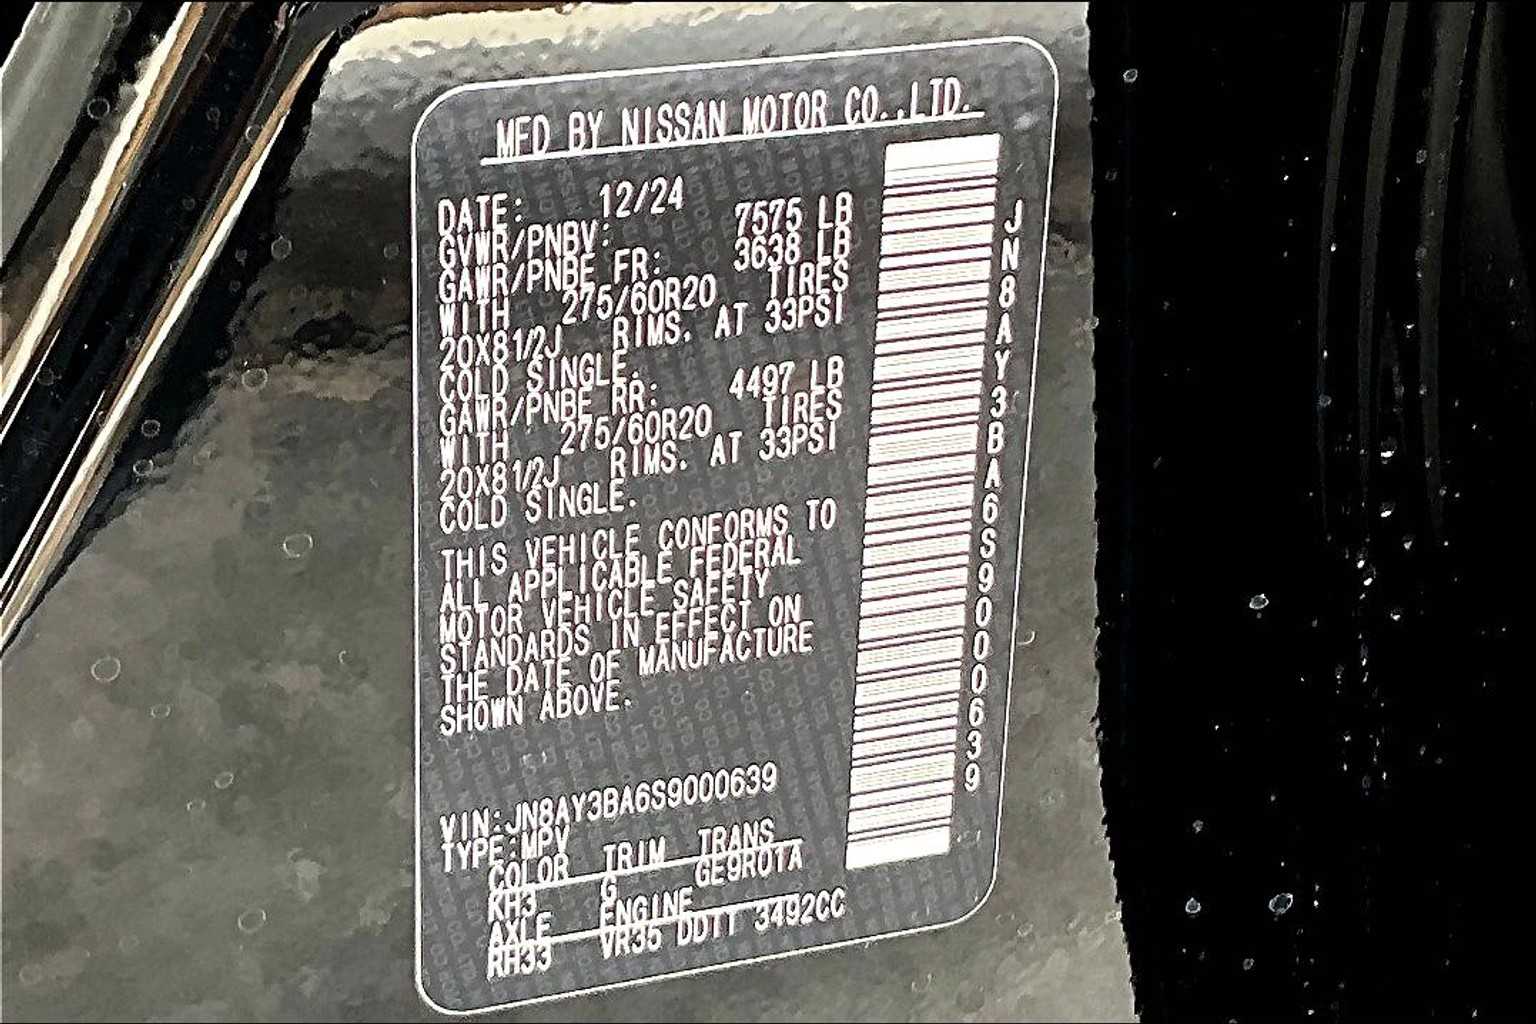 MFD BY NISSAN MOTOR CO.,LTD.
DATE: 12/24
GVWR/PNBV: 7575 LB
GAWR/PNBE FR: 3638 LB
WITH 275/60R20 TIRES
20X81/2J RIMS. AT 33PSI
COLD SINGLE.
GAWR/PNBE RR: 4497 LB
WITH 275/60R20 TIRES
20X81/2J RIMS. AT 33PSI
COLD SINGLE.
THIS VEHICLE CONFORMS TO
ALL APPLICABLE FEDERAL
MOTOR VEHICLE SAFETY
STANDARDS IN EFFECT ON
THE DATE OF MANUFACTURE
SHOWN ABOVE.
VIN:JN8AY3BA6S9000639
TYPE:MPV
COLOR TRIM TRANS
KH3 G GE9R01A
AXLE ENGINE
RH33 VR35 DDTT 3492CC
JN8AY3BA6S9000639